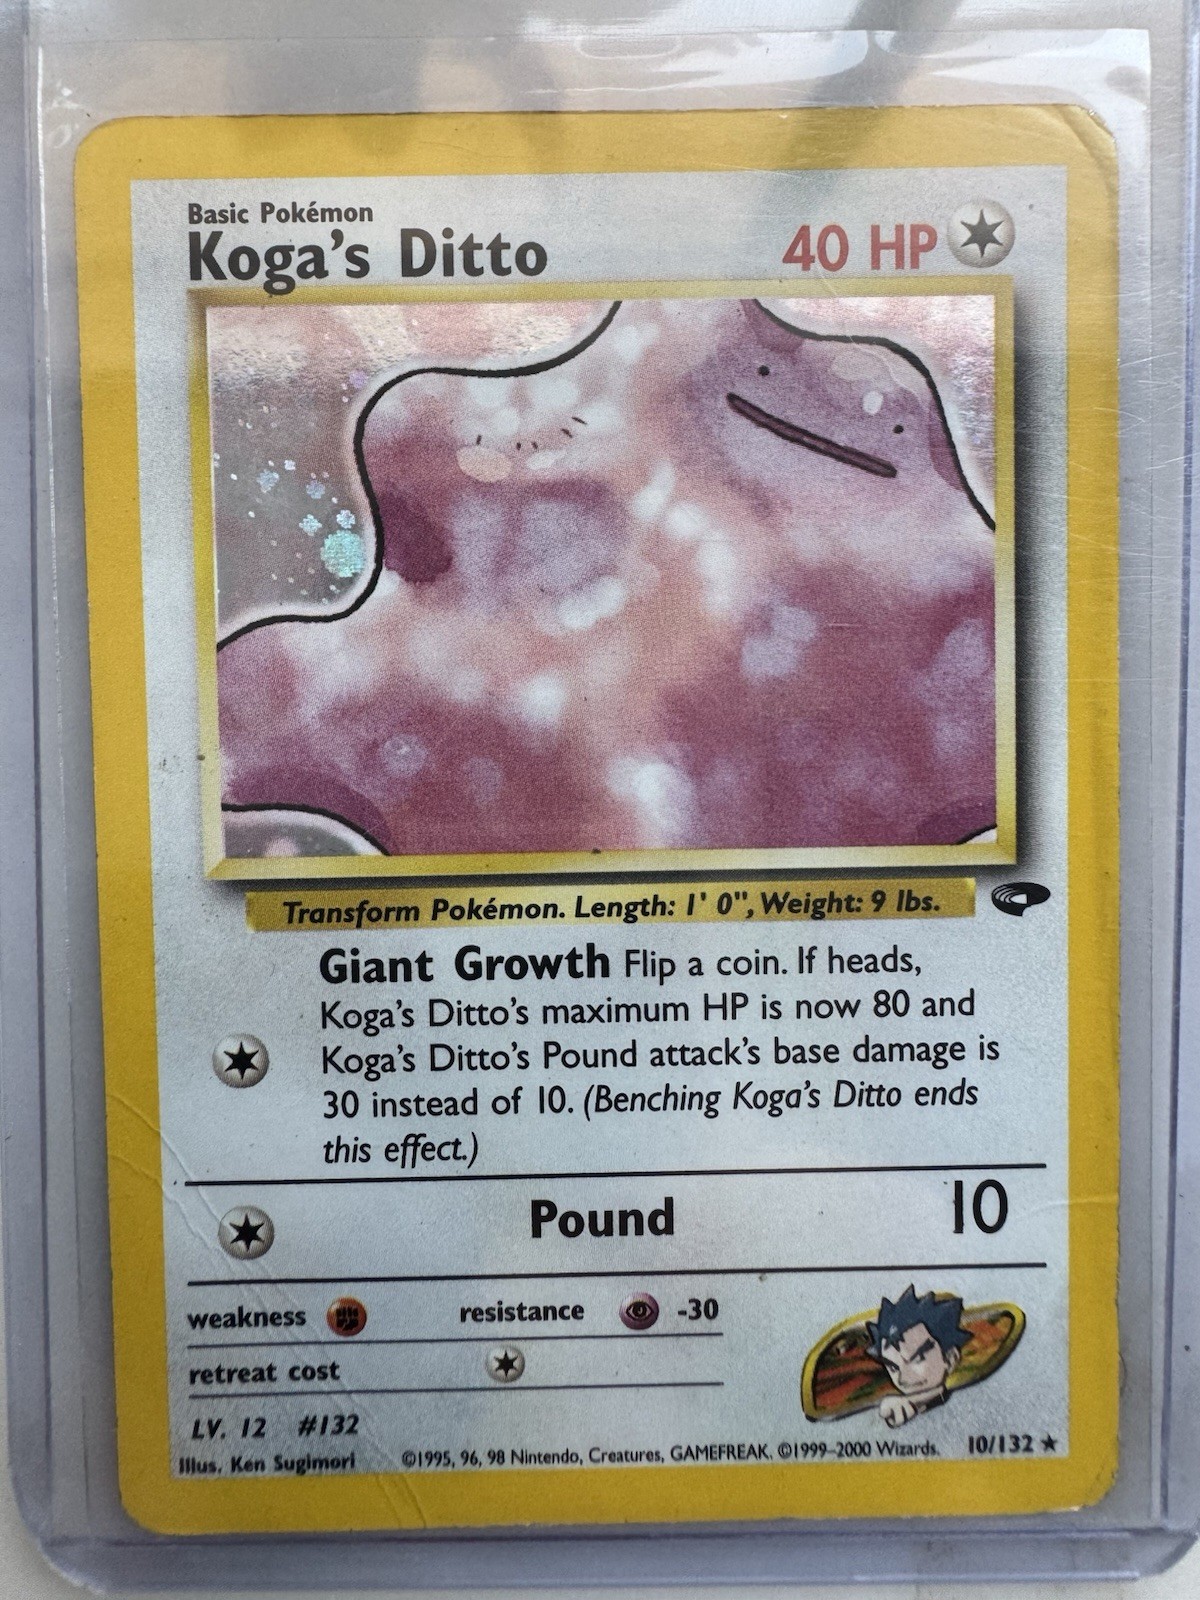 Basic Pokémon
Koga's Ditto 40 HP
Transform Pokémon. Length: 1' 0", Weight: 9 lbs.
Giant Growth Flip a coin. If heads,
Koga's Ditto's maximum HP is now 80 and
Koga's Ditto's Pound attack's base damage is
30 instead of 10. (Benching Koga's Ditto ends
this effect.)
Pound 10
weakness resistance -30
retreat cost
LV. 12 #132
Illus. Ken Sugimori ©1995, 96, 98 Nintendo, Creatures, GAMEFREAK. ©1999-2000 Wizards. 10/132 ★